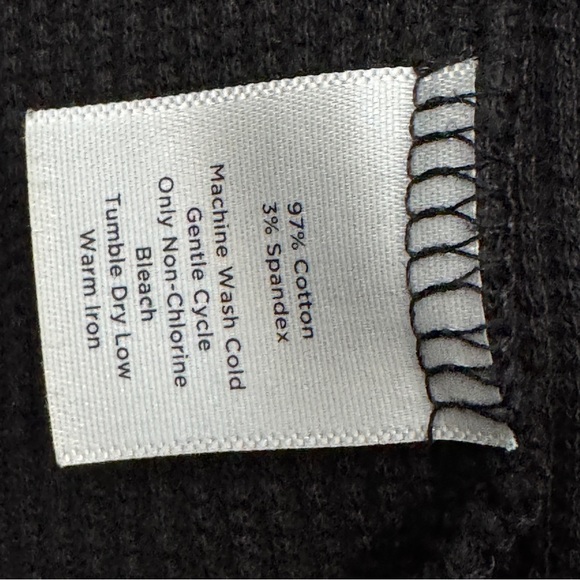 97% Cotton
3% Spandex
Machine Wash Cold
Gentle Cycle
Only Non-Chlorine
Bleach
Tumble Dry Low
Warm Iron